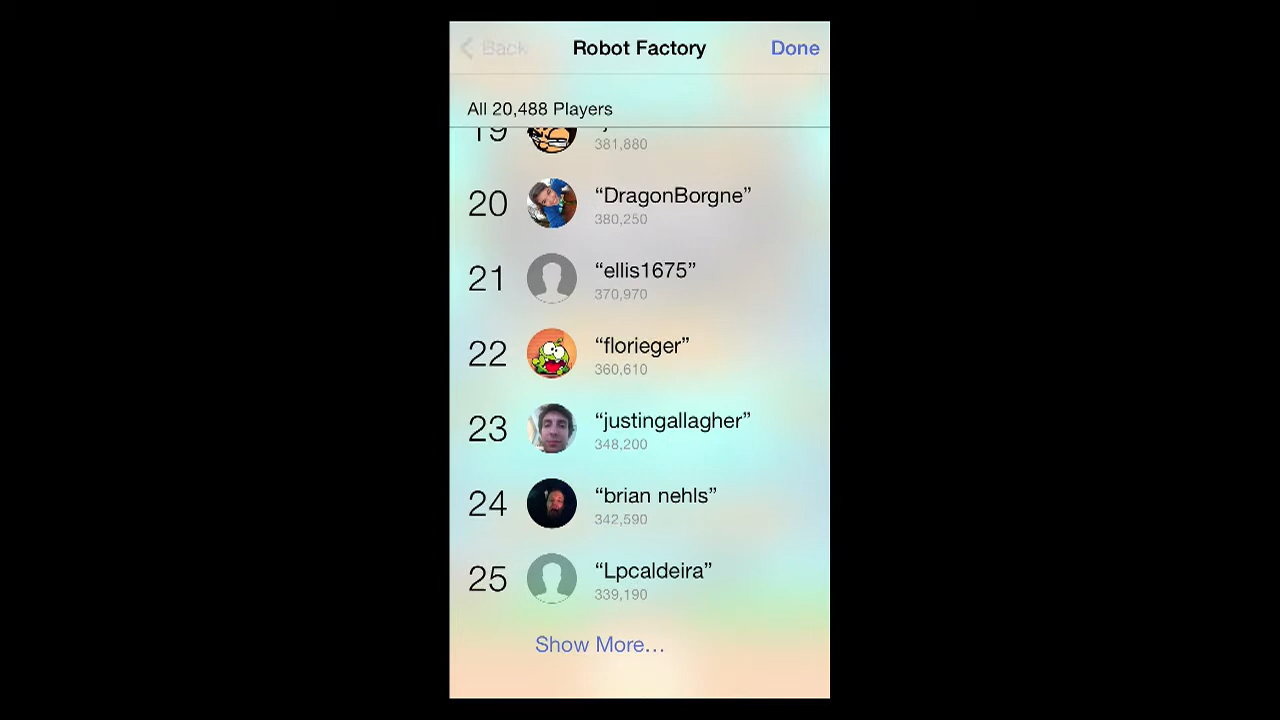 Back
Robot Factory
Done
All 20,488 Players
19
381,880
20
“DragonBorgne”
380,250
21
“ellis1675”
370,970
22
“florieger”
360,610
23
“justingallagher”
348,200
24
“brian nehls”
342,590
25
“Lpcaldeira”
339,190
Show More…